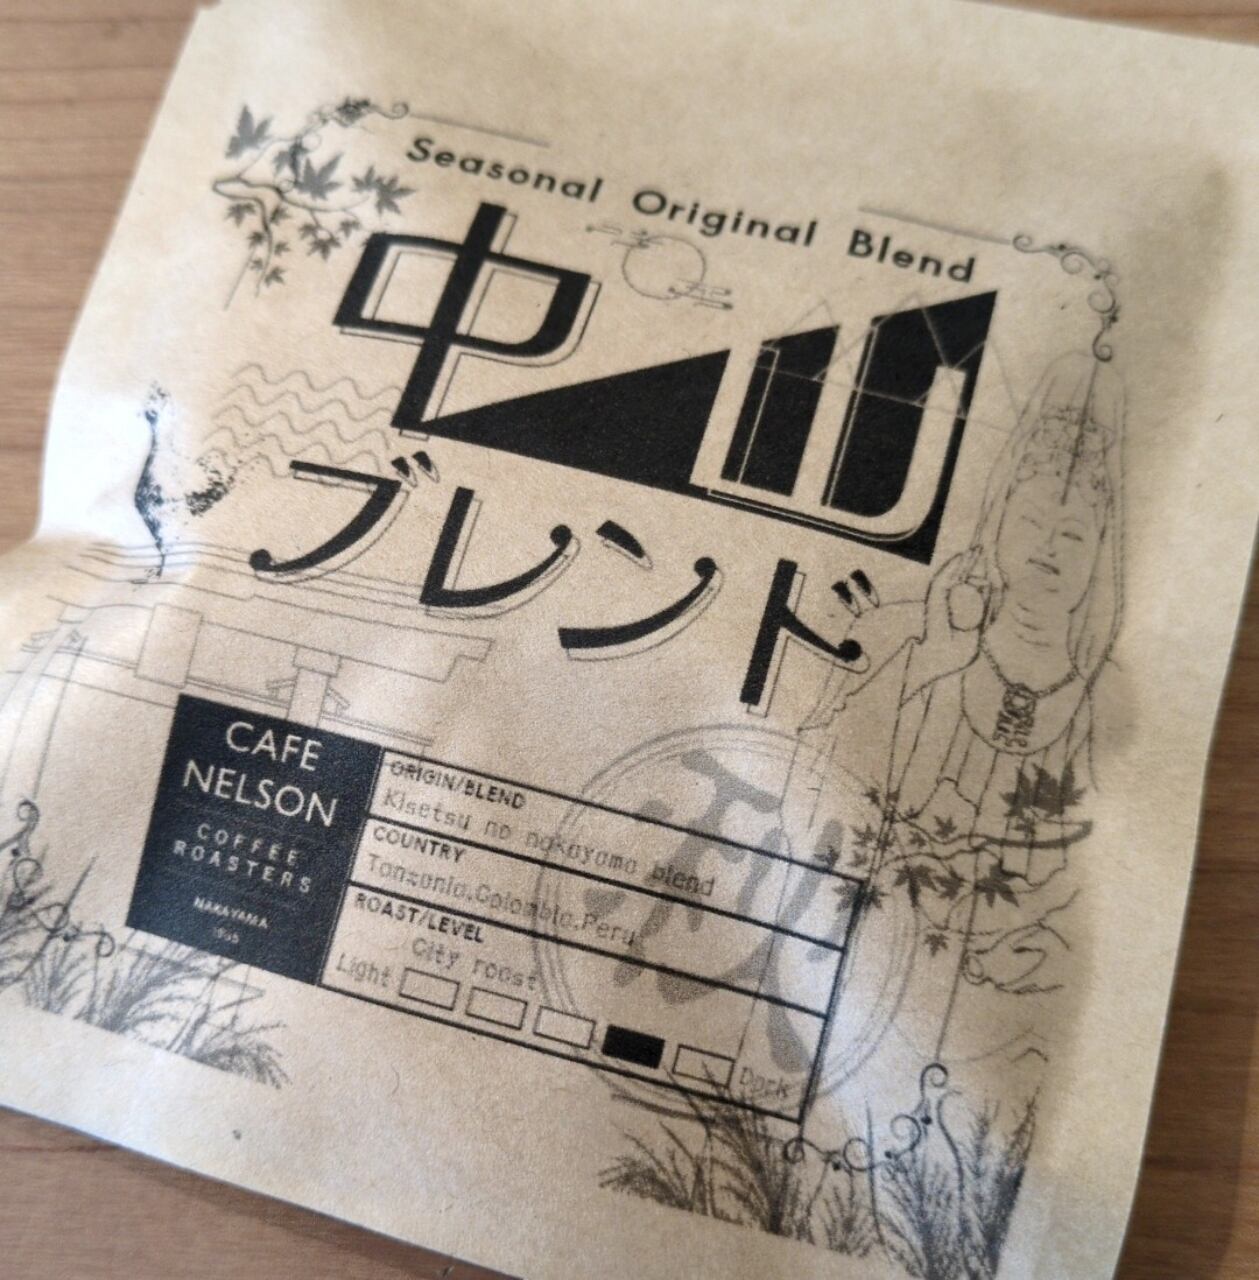 Seasonal Original Blend
中山
ブレンド
CAFE
NELSON
COFFEE
ROASTERS
NAKAYAMA
ORIGIN/BLEND
Kisetsu no nakayama blend
COUNTRY
Tanzania,Colombia,Peru
ROAST/LEVEL
City roast
Light
Dark
秋